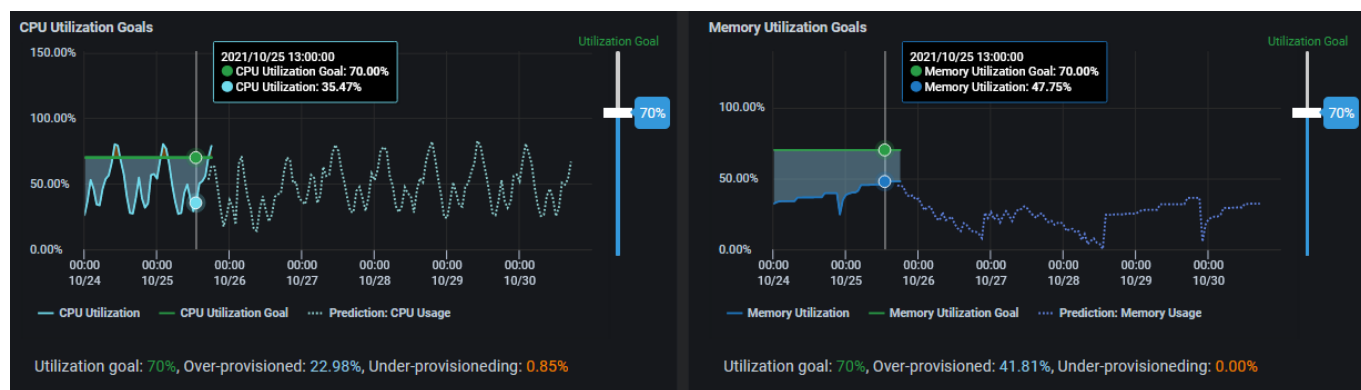 CPU Utilization Goals
Utilization Goal
150.00%
100.00%
50.00%
0.00%
2021/10/25 13:00:00
CPU Utilization Goal: 70.00%
CPU Utilization: 35.47%
70%
00:00 00:00 00:00 00:00 00:00 00:00 00:00
10/24 10/25 10/26 10/27 10/28 10/29 10/30
CPU Utilization CPU Utilization Goal Prediction: CPU Usage
Utilization goal: 70%, Over-provisioned: 22.98%, Under-provisioneding: 0.85%
Memory Utilization Goals
Utilization Goal
100.00%
50.00%
0.00%
2021/10/25 13:00:00
Memory Utilization Goal: 70.00%
Memory Utilization: 47.75%
70%
00:00 00:00 00:00 00:00 00:00 00:00 00:00
10/24 10/25 10/26 10/27 10/28 10/29 10/30
Memory Utilization Memory Utilization Goal Prediction: Memory Usage
Utilization goal: 70%, Over-provisioned: 41.81%, Under-provisioneding: 0.00%